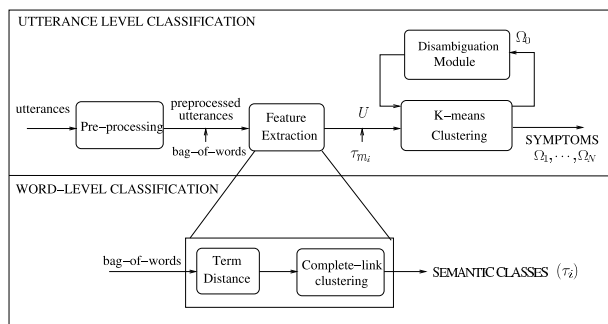 UTTERANCE LEVEL CLASSIFICATION
Disambiguation
Module
Ω₀
utterances
Pre-processing
preprocessed
utterances
bag-of-words
Feature
Extraction
U
τₘᵢ
K-means
Clustering
SYMPTOMS
Ω₁, ⋯, Ω_N
WORD-LEVEL CLASSIFICATION
bag-of-words
Term
Distance
Complete-link
clustering
SEMANTIC CLASSES (τᵢ)